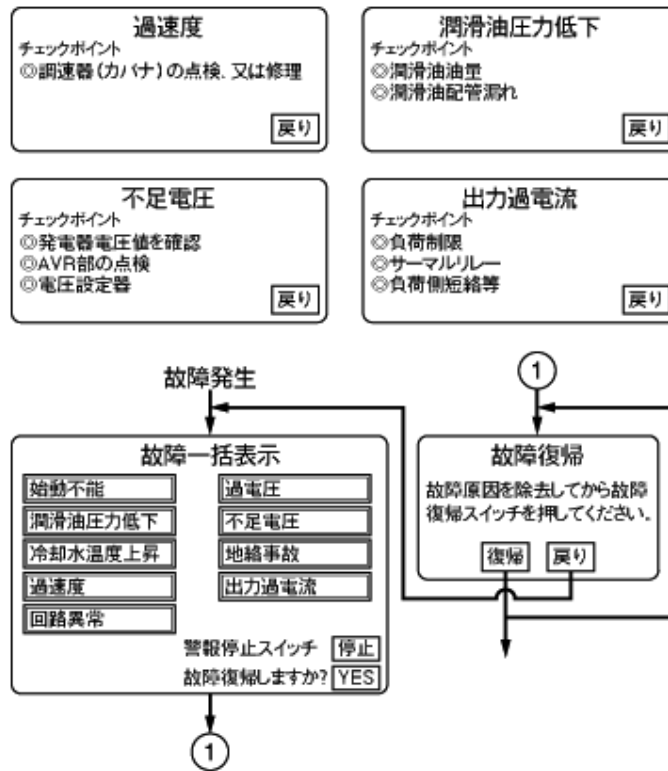 過速度
チェックポイント
◎調速器(カバナ)の点検、又は修理
戻り
潤滑油圧力低下
チェックポイント
◎潤滑油油量
◎潤滑油配管漏れ
戻り
不足電圧
チェックポイント
◎発電器電圧値を確認
◎AVR部の点検
◎電圧設定器
戻り
出力過電流
チェックポイント
◎負荷制限
◎サーマルリレー
◎負荷側短絡等
戻り
故障発生
故障一括表示
始動不能
過電圧
潤滑油圧力低下
不足電圧
冷却水温度上昇
地絡事故
過速度
出力過電流
回路異常
警報停止スイッチ 停止
故障復帰しますか? YES
①
①
故障復帰
故障原因を除去してから故障
復帰スイッチを押してください。
復帰 戻り